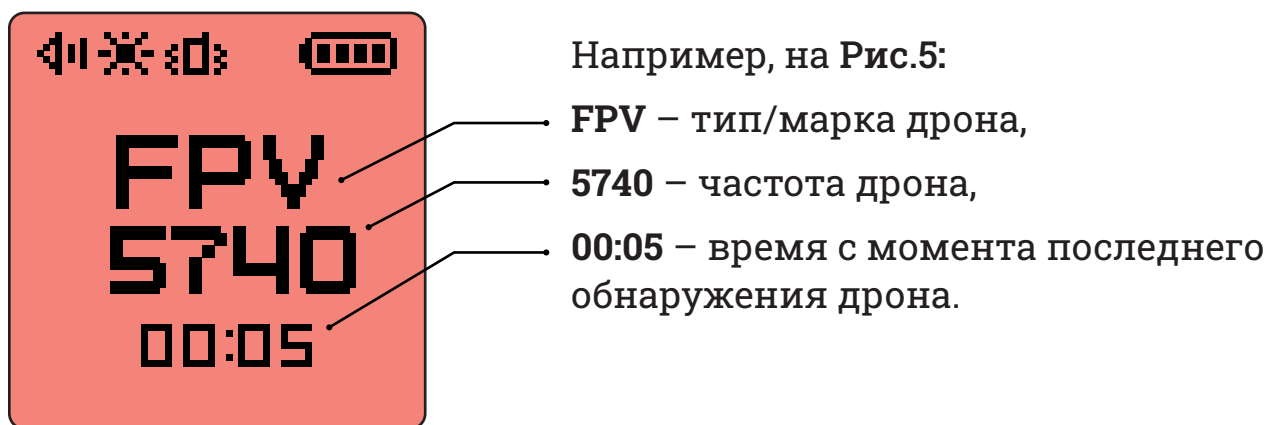 FPV
5740
00:05
Например, на Рис.5:
FPV – тип/марка дрона,
5740 – частота дрона,
00:05 – время с момента последнего
обнаружения дрона.